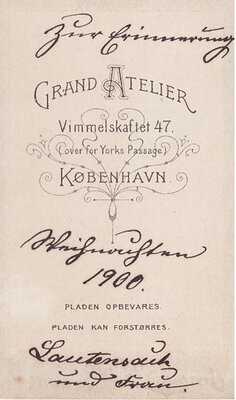 Zur Erinnerung
GRAND ATELIER
Vimmelskaftet 47.
(over for Yorks Passage.)
KØBENHAVN.
Weihnachten
1900.
PLADEN OPBEVARES.
PLADEN KAN FORSTØRRES.
Lautensach
und Frau.